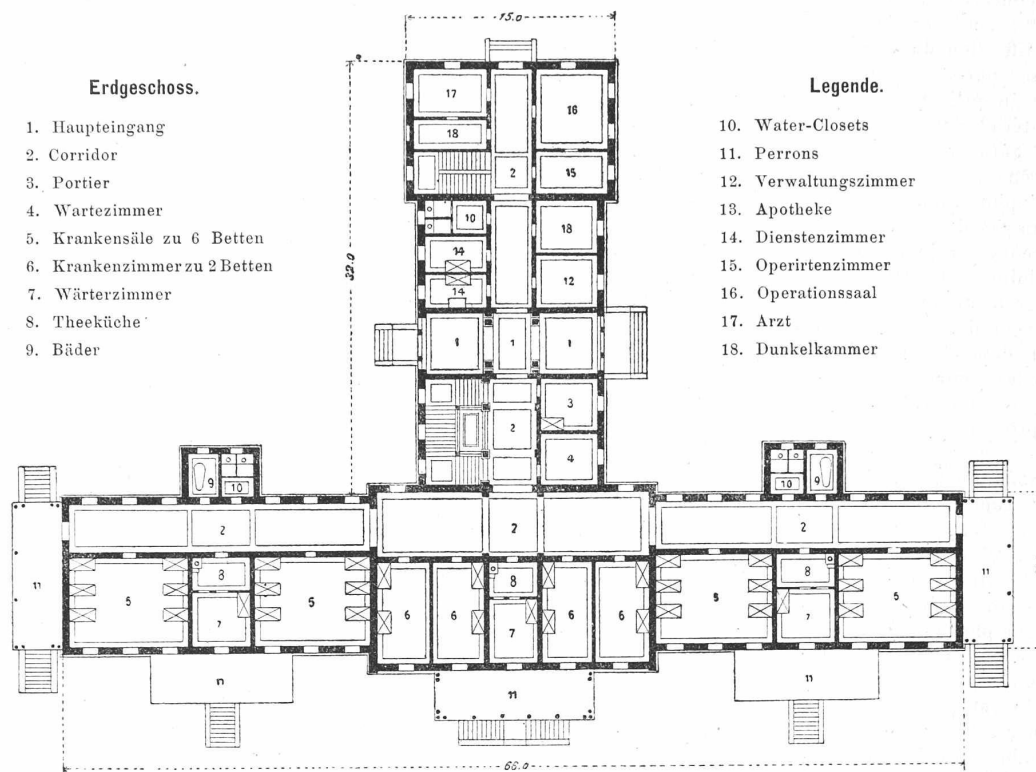 15.0
Erdgeschoss.
1. Haupteingang
2. Corridor
3. Portier
4. Wartezimmer
5. Krankensäle zu 6 Betten
6. Krankenzimmer zu 2 Betten
7. Wärterzimmer
8. Theeküche
9. Bäder
Legende.
10. Water-Closets
11. Perrons
12. Verwaltungszimmer
13. Apotheke
14. Dienstenzimmer
15. Operirtenzimmer
16. Operationssaal
17. Arzt
18. Dunkelkammer
17
16
18
2
15
10
18
14
32.0
14
12
1
1
1
3
2
4
9
10
10
9
2
2
2
11
5
8
5
6
6
8
6
6
8
5
11
7
7
7
11
11
11
66.0